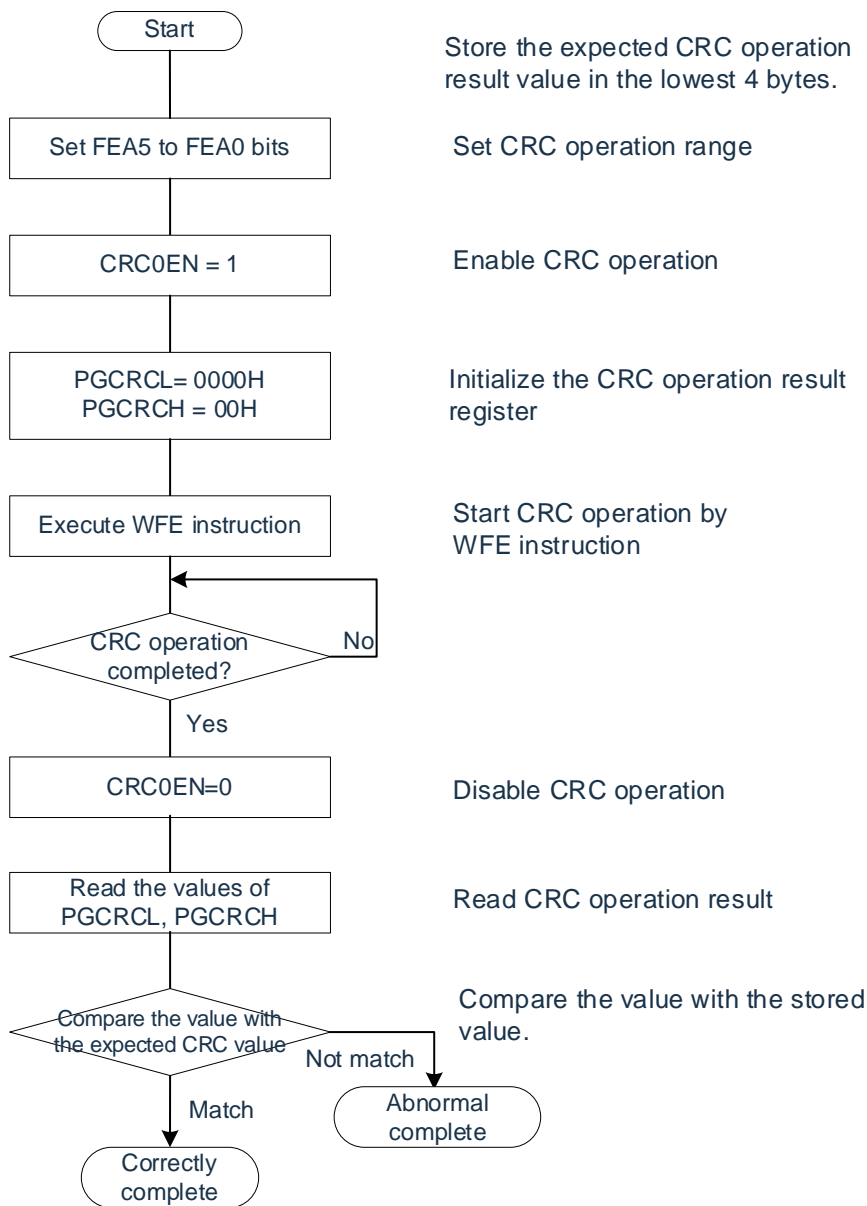 Start
Store the expected CRC operation
result value in the lowest 4 bytes.
Set FEA5 to FEA0 bits
Set CRC operation range
CRC0EN = 1
Enable CRC operation
PGCRCL= 0000H
PGCRCH = 00H
Initialize the CRC operation result
register
Execute WFE instruction
Start CRC operation by
WFE instruction
CRC operation
completed?
No
Yes
CRC0EN=0
Disable CRC operation
Read the values of
PGCRCL, PGCRCH
Read CRC operation result
Compare the value with
the expected CRC value
Compare the value with the stored
value.
Not match
Match
Abnormal
complete
Correctly
complete